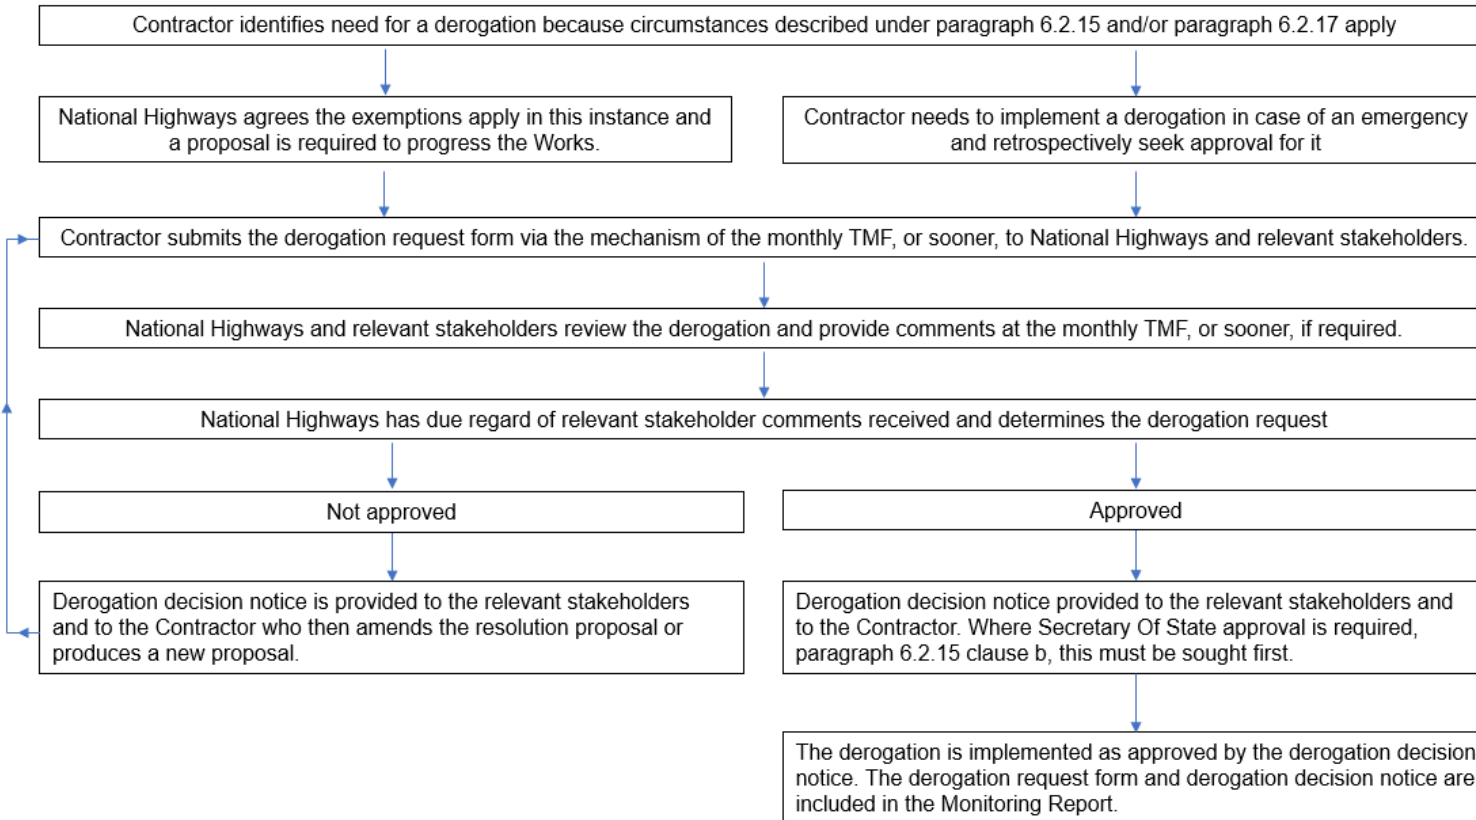 Contractor identifies need for a derogation because circumstances described under paragraph 6.2.15 and/or paragraph 6.2.17 apply
National Highways agrees the exemptions apply in this instance and
a proposal is required to progress the Works.
Contractor needs to implement a derogation in case of an emergency
and retrospectively seek approval for it
Contractor submits the derogation request form via the mechanism of the monthly TMF, or sooner, to National Highways and relevant stakeholders.
National Highways and relevant stakeholders review the derogation and provide comments at the monthly TMF, or sooner, if required.
National Highways has due regard of relevant stakeholder comments received and determines the derogation request
Not approved
Approved
Derogation decision notice is provided to the relevant stakeholders
and to the Contractor who then amends the resolution proposal or
produces a new proposal.
Derogation decision notice provided to the relevant stakeholders and
to the Contractor. Where Secretary Of State approval is required,
paragraph 6.2.15 clause b, this must be sought first.
The derogation is implemented as approved by the derogation decision
notice. The derogation request form and derogation decision notice are
included in the Monitoring Report.